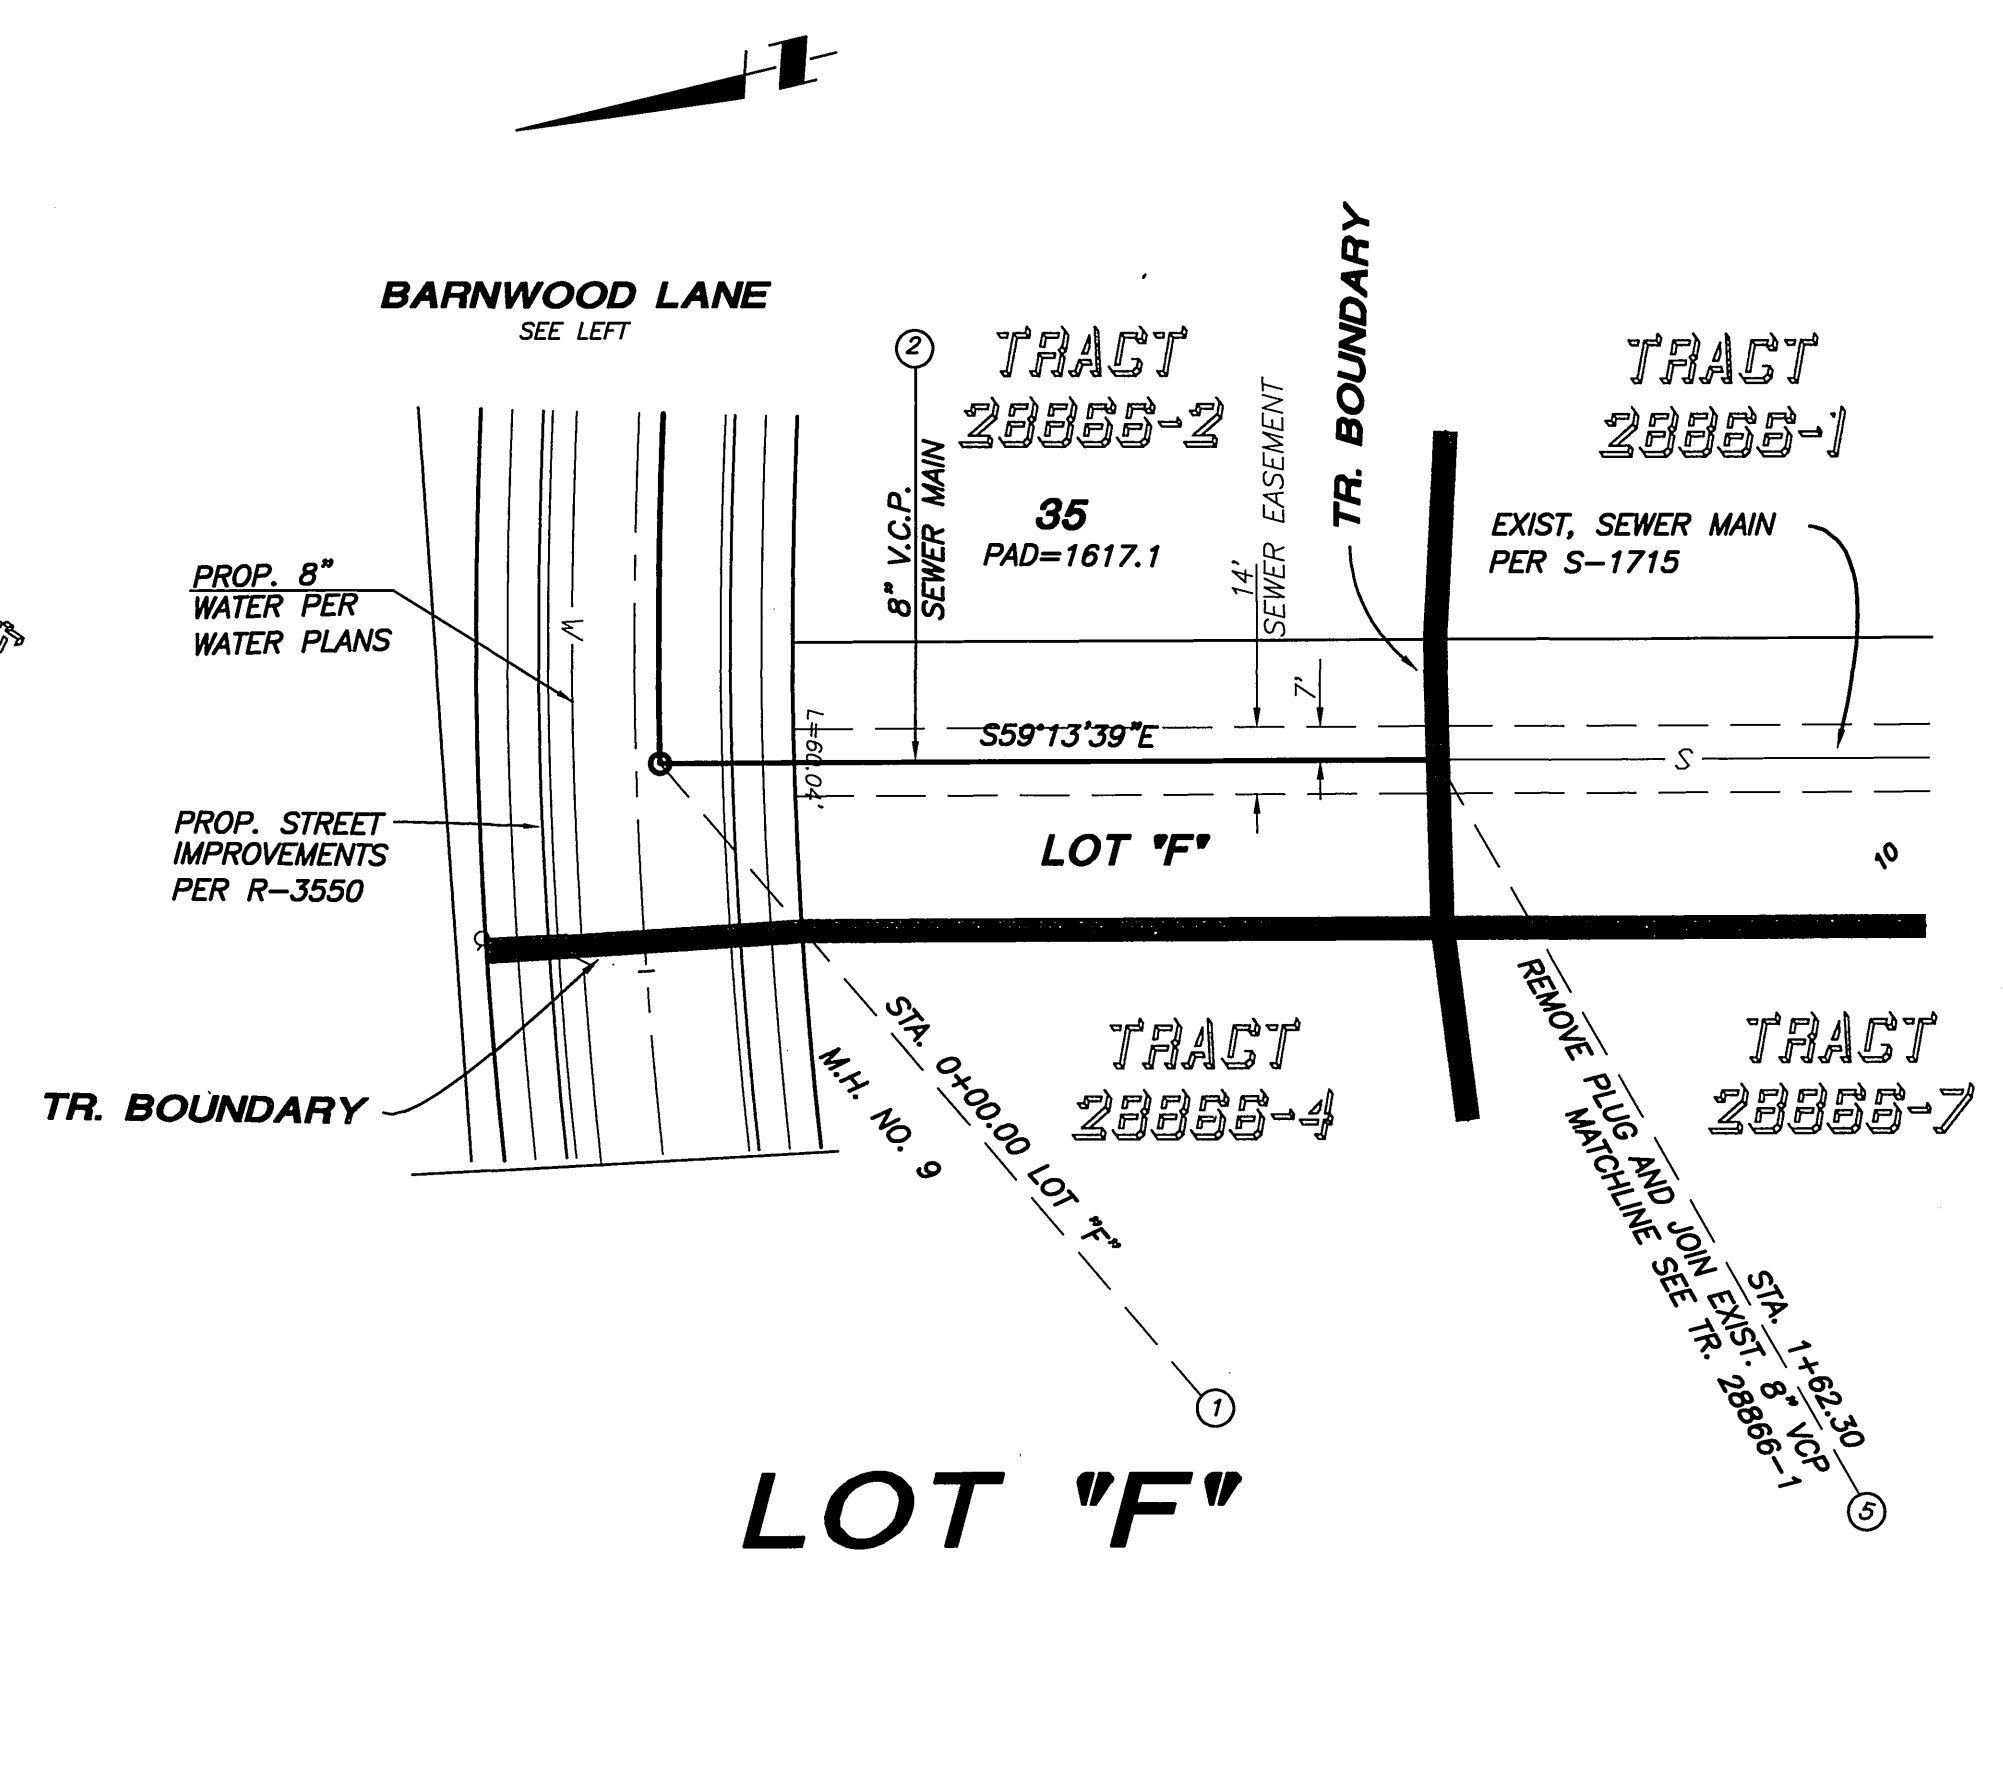 BARNWOOD LANE
SEE LEFT
2
8" V.C.P.
SEWER MAIN
TRACT
28866-2
35
PAD=1617.1
14'
SEWER EASEMENT
7'
TR. BOUNDARY
TRACT
28866-1
EXIST, SEWER MAIN
PER S-1715
PROP. 8"
WATER PER
WATER PLANS
W
L=60.04'
S59°13'39"E
S
PROP. STREET
IMPROVEMENTS
PER R-3550
LOT "F"
10
TR. BOUNDARY
STA. 0+00.00 LOT "F"
M.H. NO. 9
1
TRACT
28866-4
TRACT
28866-7
STA. 1+62.30
REMOVE PLUG AND JOIN EXIST. 8" VCP
MATCHLINE SEE TR. 28866-1
5
LOT "F"